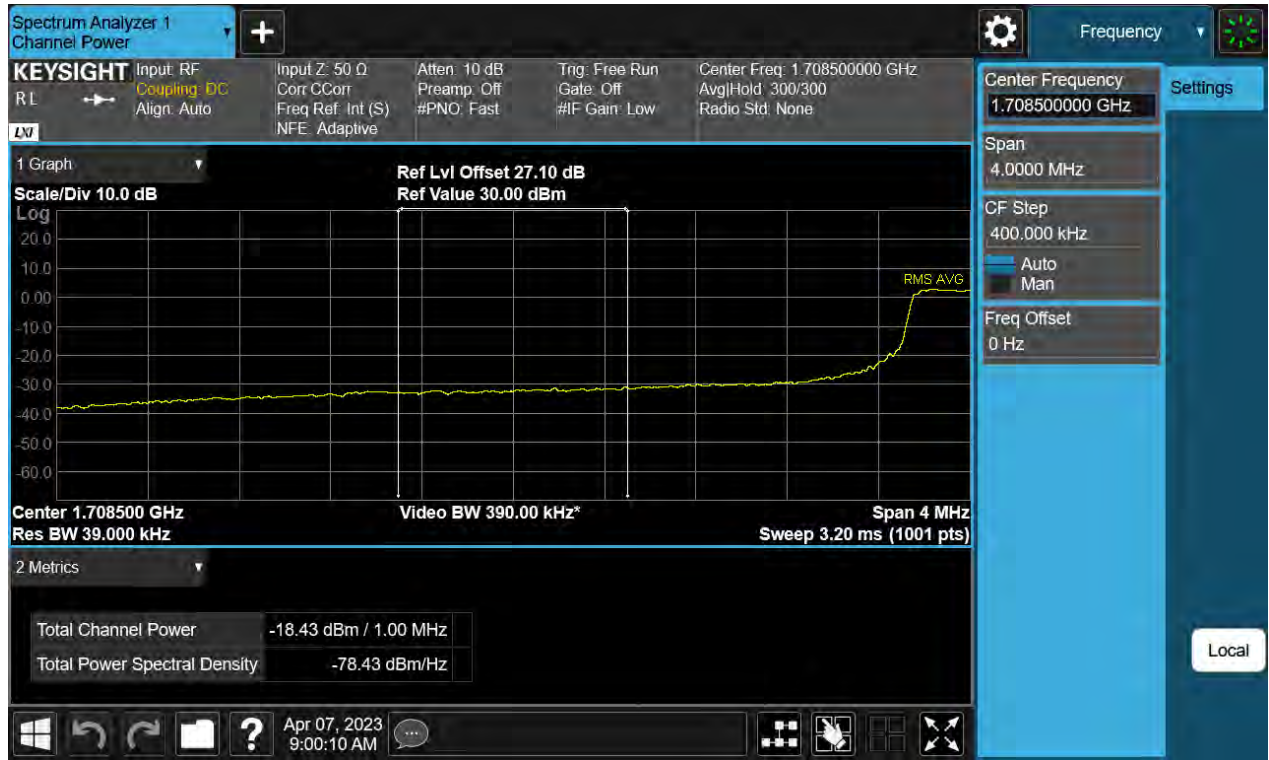 Spectrum Analyzer 1
Channel Power
+
Frequency
KEYSIGHT
R L
LXI
Input: RF
Coupling: DC
Align: Auto
Input Z: 50 Ω
Corr CCorr
Freq Ref: Int (S)
NFE: Adaptive
Atten: 10 dB
Preamp: Off
#PNO: Fast
Trig: Free Run
Gate: Off
#IF Gain: Low
Center Freq: 1.708500000 GHz
Avg|Hold: 300/300
Radio Std: None
Center Frequency
1.708500000 GHz
Settings
Span
4.0000 MHz
CF Step
400.000 kHz
Auto
Man
Freq Offset
0 Hz
1 Graph
Scale/Div 10.0 dB
Ref Lvl Offset 27.10 dB
Ref Value 30.00 dBm
Log
20.0
10.0
0.00
-10.0
-20.0
-30.0
-40.0
-50.0
-60.0
RMS AVG
Center 1.708500 GHz
Video BW 390.00 kHz*
Span 4 MHz
Res BW 39.000 kHz
Sweep 3.20 ms (1001 pts)
2 Metrics
Total Channel Power -18.43 dBm / 1.00 MHz
Total Power Spectral Density -78.43 dBm/Hz
Local
?
Apr 07, 2023
9:00:10 AM